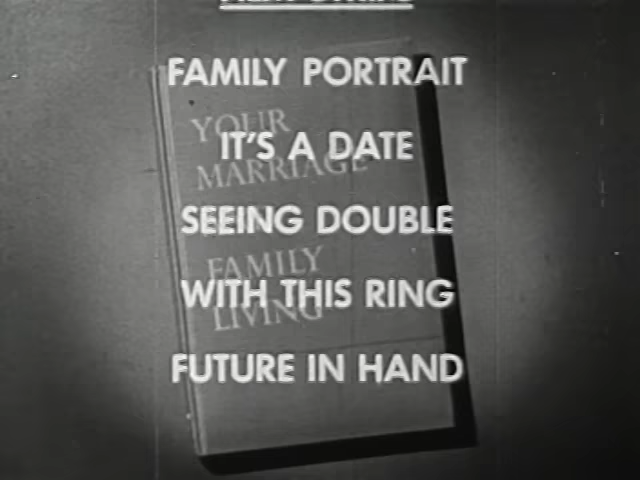 FAMILY PORTRAIT
YOUR
IT'S A DATE
MARRIAGE
SEEING DOUBLE
FAMILY
WITH THIS RING
LIVING
FUTURE IN HAND